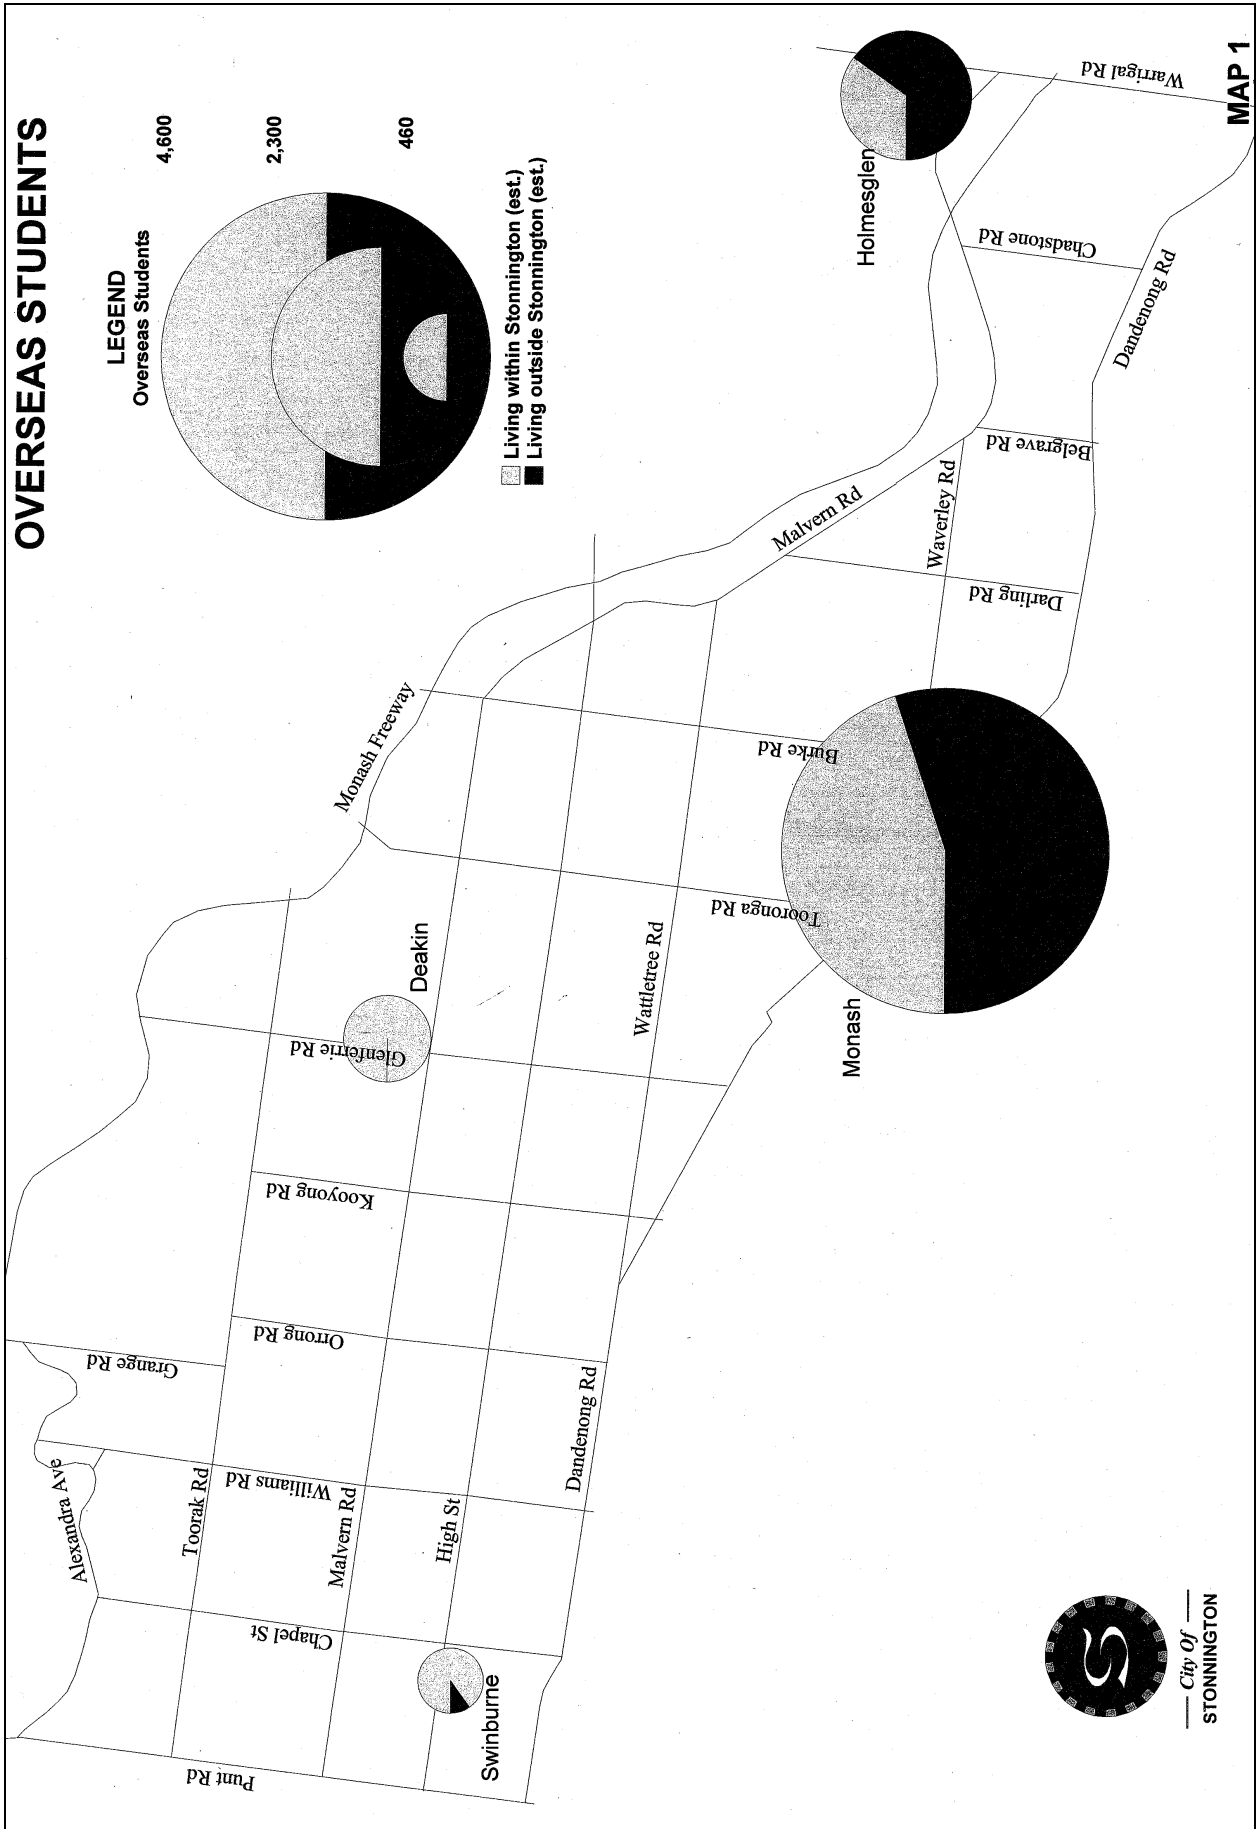 OVERSEAS STUDENTS
LEGEND
Overseas Students
4,600
2,300
460
Living within Stonnington (est.)
Living outside Stonnington (est.)
MAP 1
Warrigal Rd
Holmesglen
Chadstone Rd
Dandenong Rd
Belgrave Rd
Malvern Rd
Waverley Rd
Darling Rd
Monash Freeway
Burke Rd
Tooronga Rd
Deakin
Wattletree Rd
Monash
Glenferrie Rd
Kooyong Rd
Orrong Rd
Grange Rd
Dandenong Rd
Williams Rd
Alexandra Ave
Toorak Rd
Malvern Rd
High St
Chapel St
Swinburne
Punt Rd
City Of
STONNINGTON